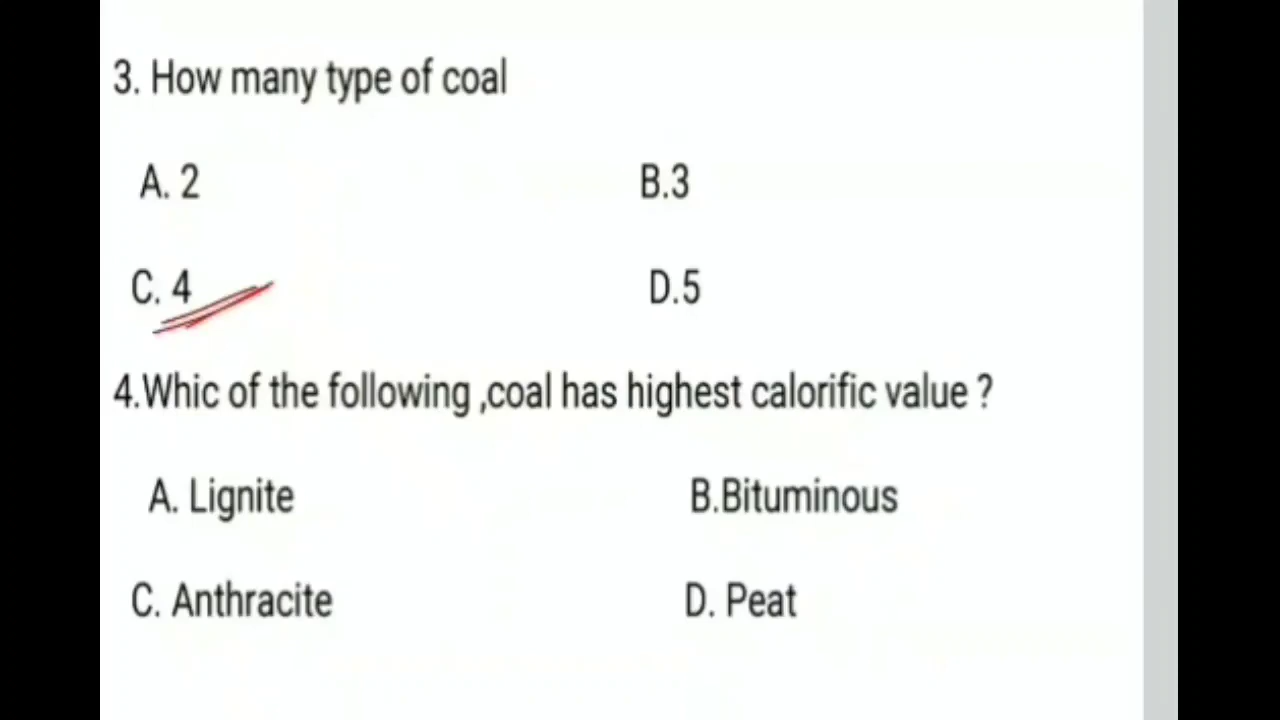 3. How many type of coal
A. 2 B.3
C. 4 D.5
4.Whic of the following ,coal has highest calorific value ?
A. Lignite B.Bituminous
C. Anthracite D. Peat